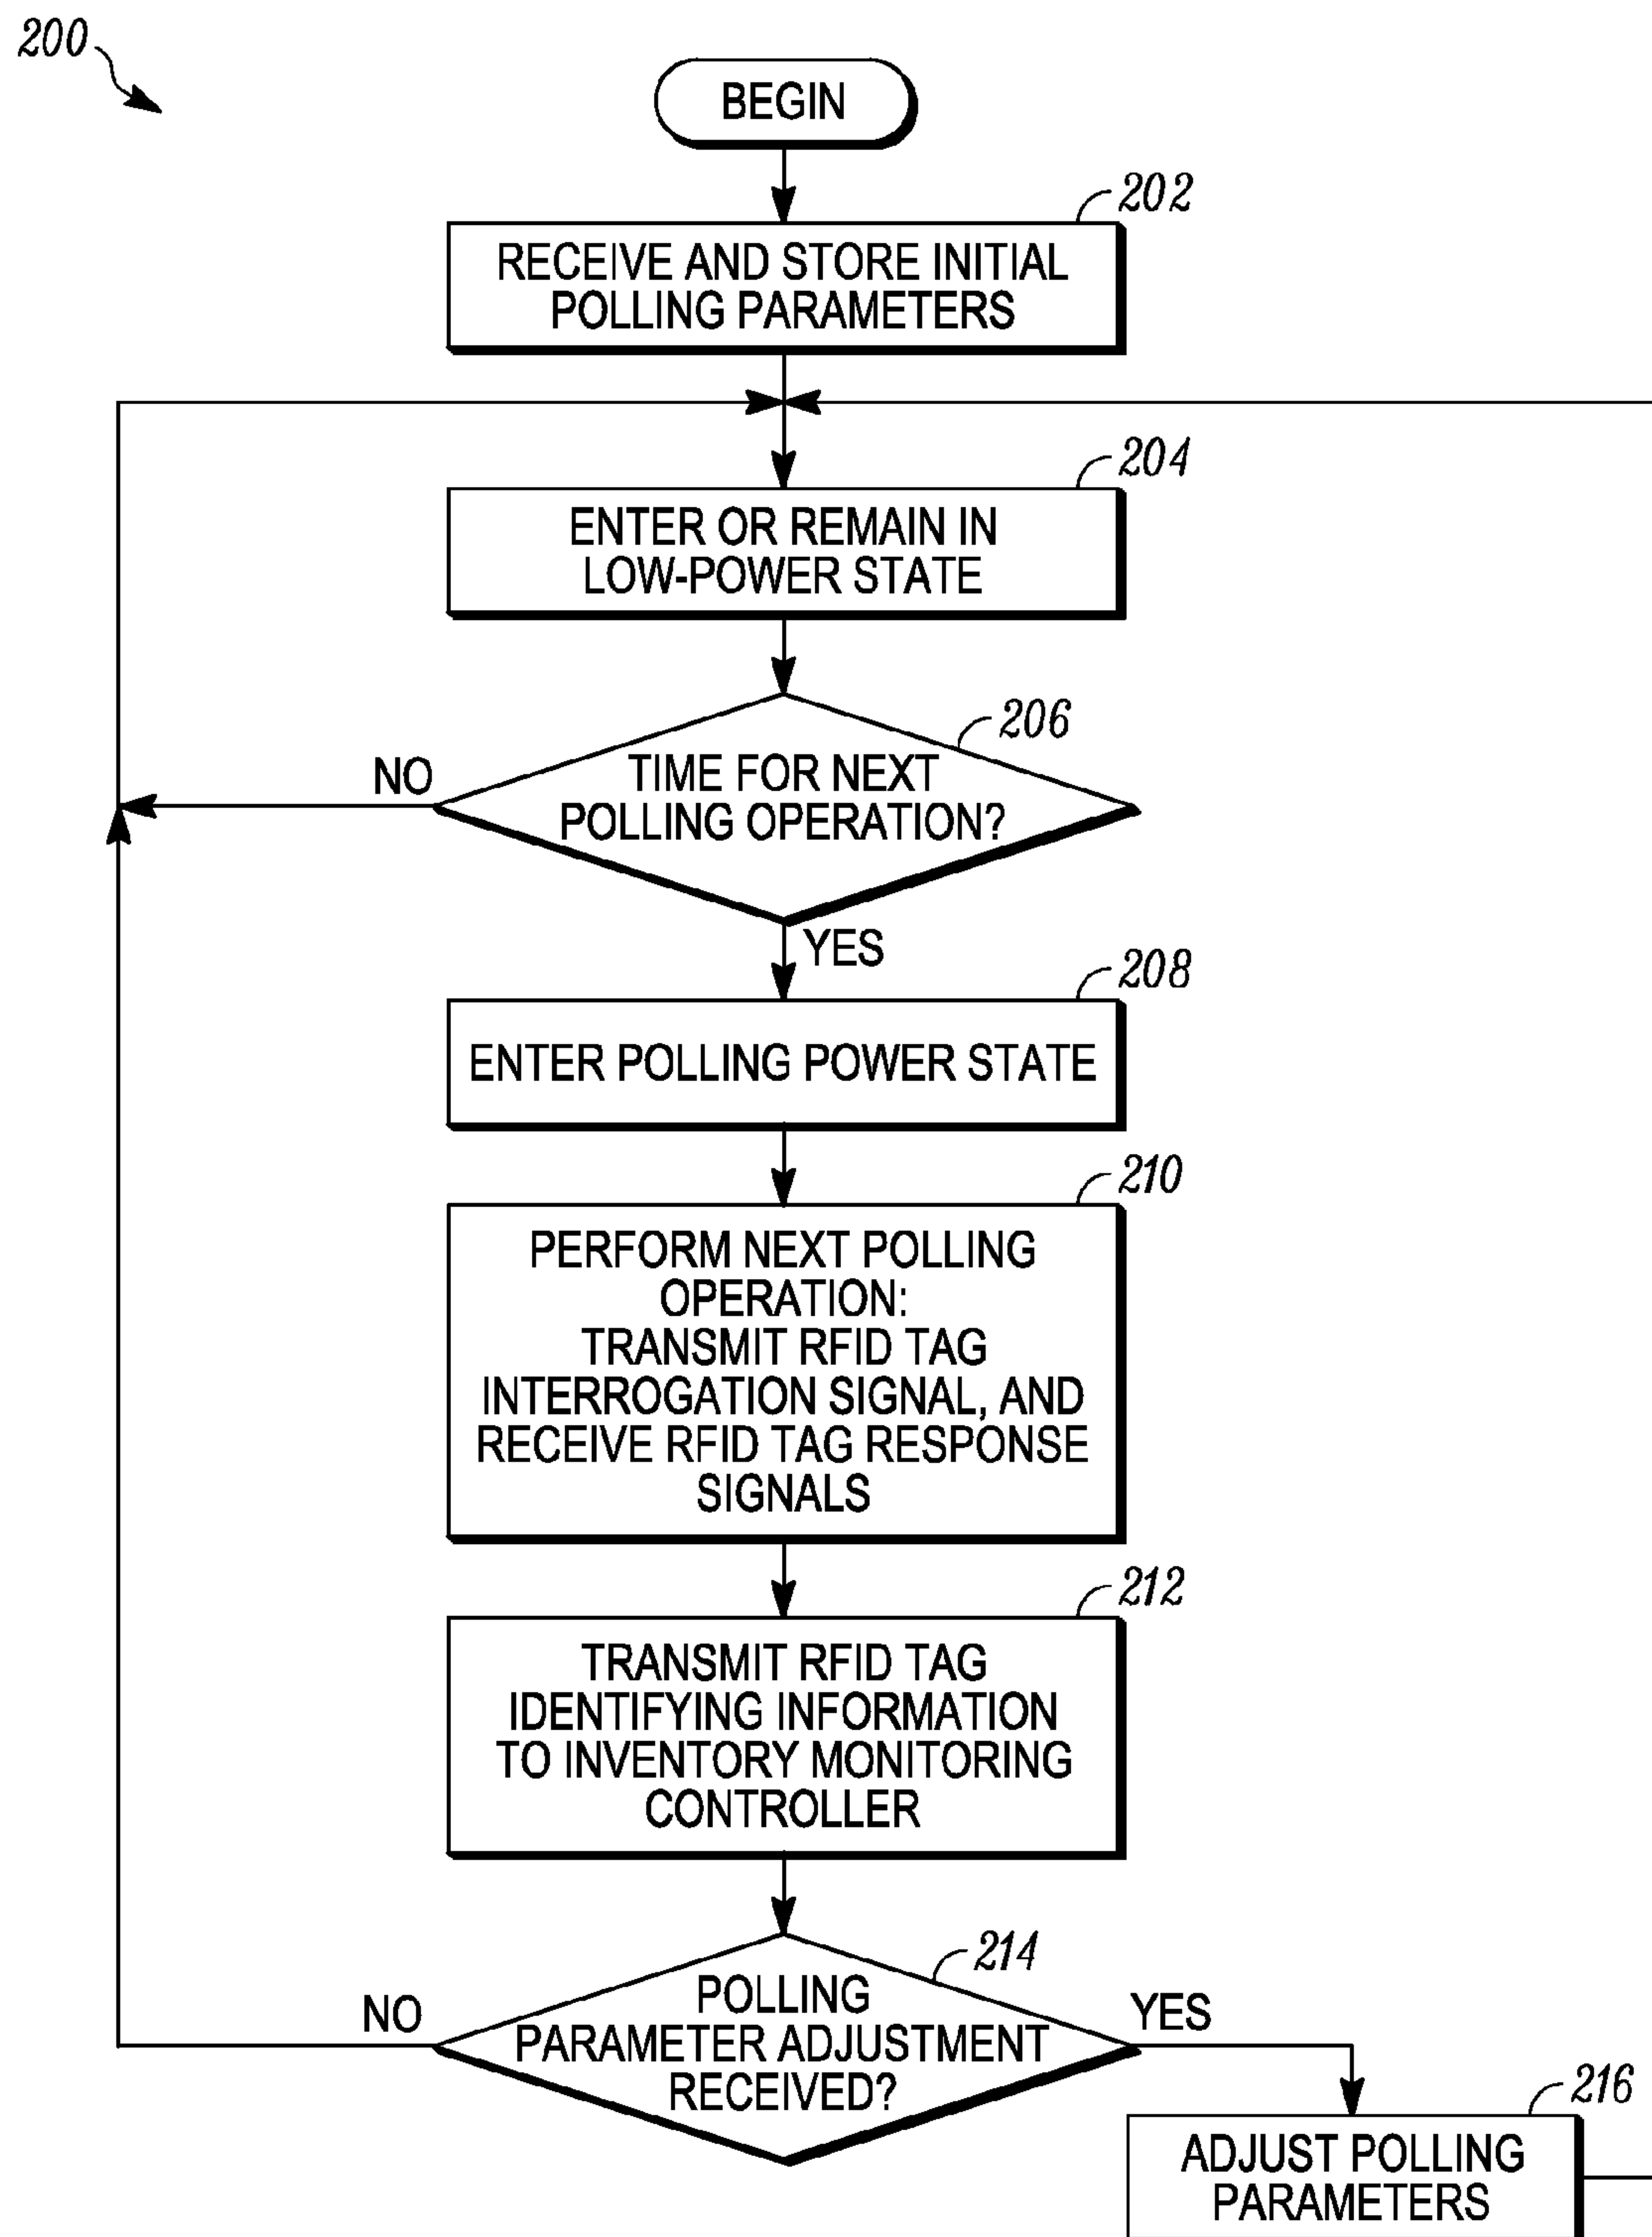 200
BEGIN
202
RECEIVE AND STORE INITIAL
POLLING PARAMETERS
204
ENTER OR REMAIN IN
LOW-POWER STATE
206
TIME FOR NEXT
POLLING OPERATION?
NO
YES
208
ENTER POLLING POWER STATE
210
PERFORM NEXT POLLING
OPERATION:
TRANSMIT RFID TAG
INTERROGATION SIGNAL, AND
RECEIVE RFID TAG RESPONSE
SIGNALS
212
TRANSMIT RFID TAG
IDENTIFYING INFORMATION
TO INVENTORY MONITORING
CONTROLLER
214
POLLING
PARAMETER ADJUSTMENT
RECEIVED?
NO
YES
216
ADJUST POLLING
PARAMETERS